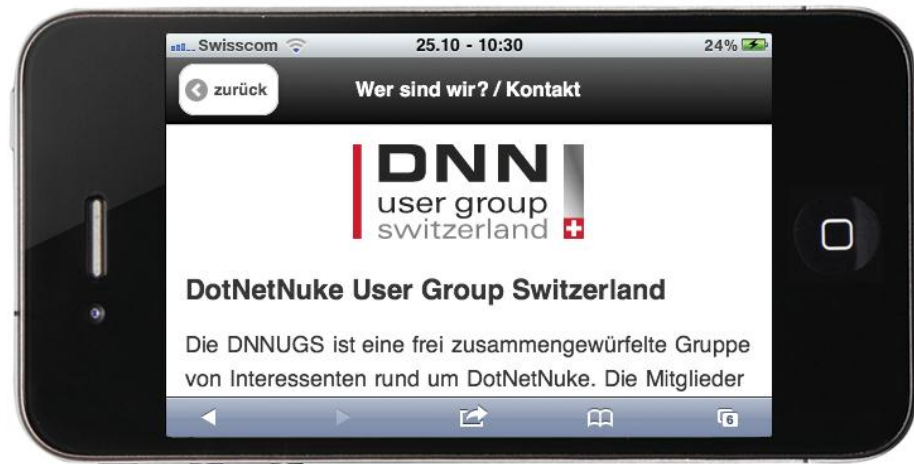 Swisscom
25.10 - 10:30
24%
zurück
Wer sind wir? / Kontakt
DNN
user group
switzerland
DotNetNuke User Group Switzerland
Die DNNUGS ist eine frei zusammengewürfelte Gruppe
von Interessenten rund um DotNetNuke. Die Mitglieder
6